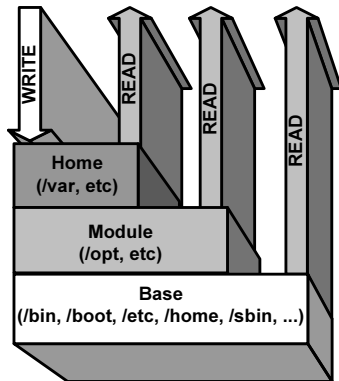 WRITE
READ
READ
READ
Home
(/var, etc)
Module
(/opt, etc)
Base
(/bin, /boot, /etc, /home, /sbin, ...)